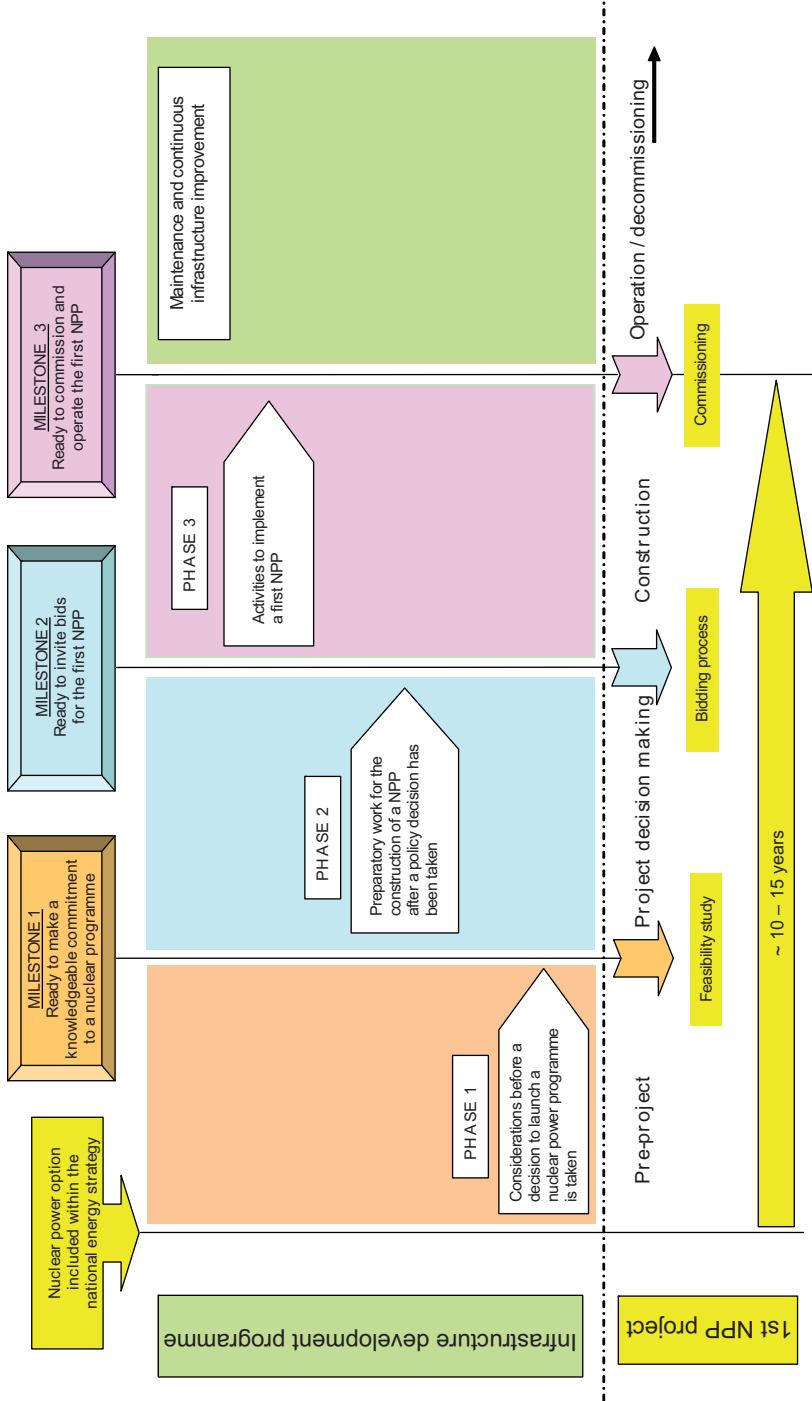 Nuclear power option
included within the
national energy strategy
MILESTONE 1
Ready to make a
knowledgeable commitment
to a nuclear programme
MILESTONE 2
Ready to invite bids
for the first NPP
MILESTONE 3
Ready to commission and
operate the first NPP
Infrastructure development programme
PHASE 1
Considerations before a
decision to launch a
nuclear power programme
is taken
PHASE 2
Preparatory work for the
construction of a NPP
after a policy decision has
been taken
PHASE 3
Activities to implement
a first NPP
Maintenance and continuous
infrastructure improvement
1st NPP project
Pre-project
Project decision making
Construction
Operation / decommissioning
Feasibility study
Bidding process
Commissioning
~ 10 – 15 years